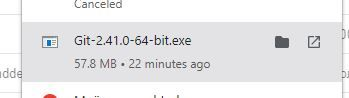 Canceled
Git-2.41.0-64-bit.exe
57.8 MB • 22 minutes ago